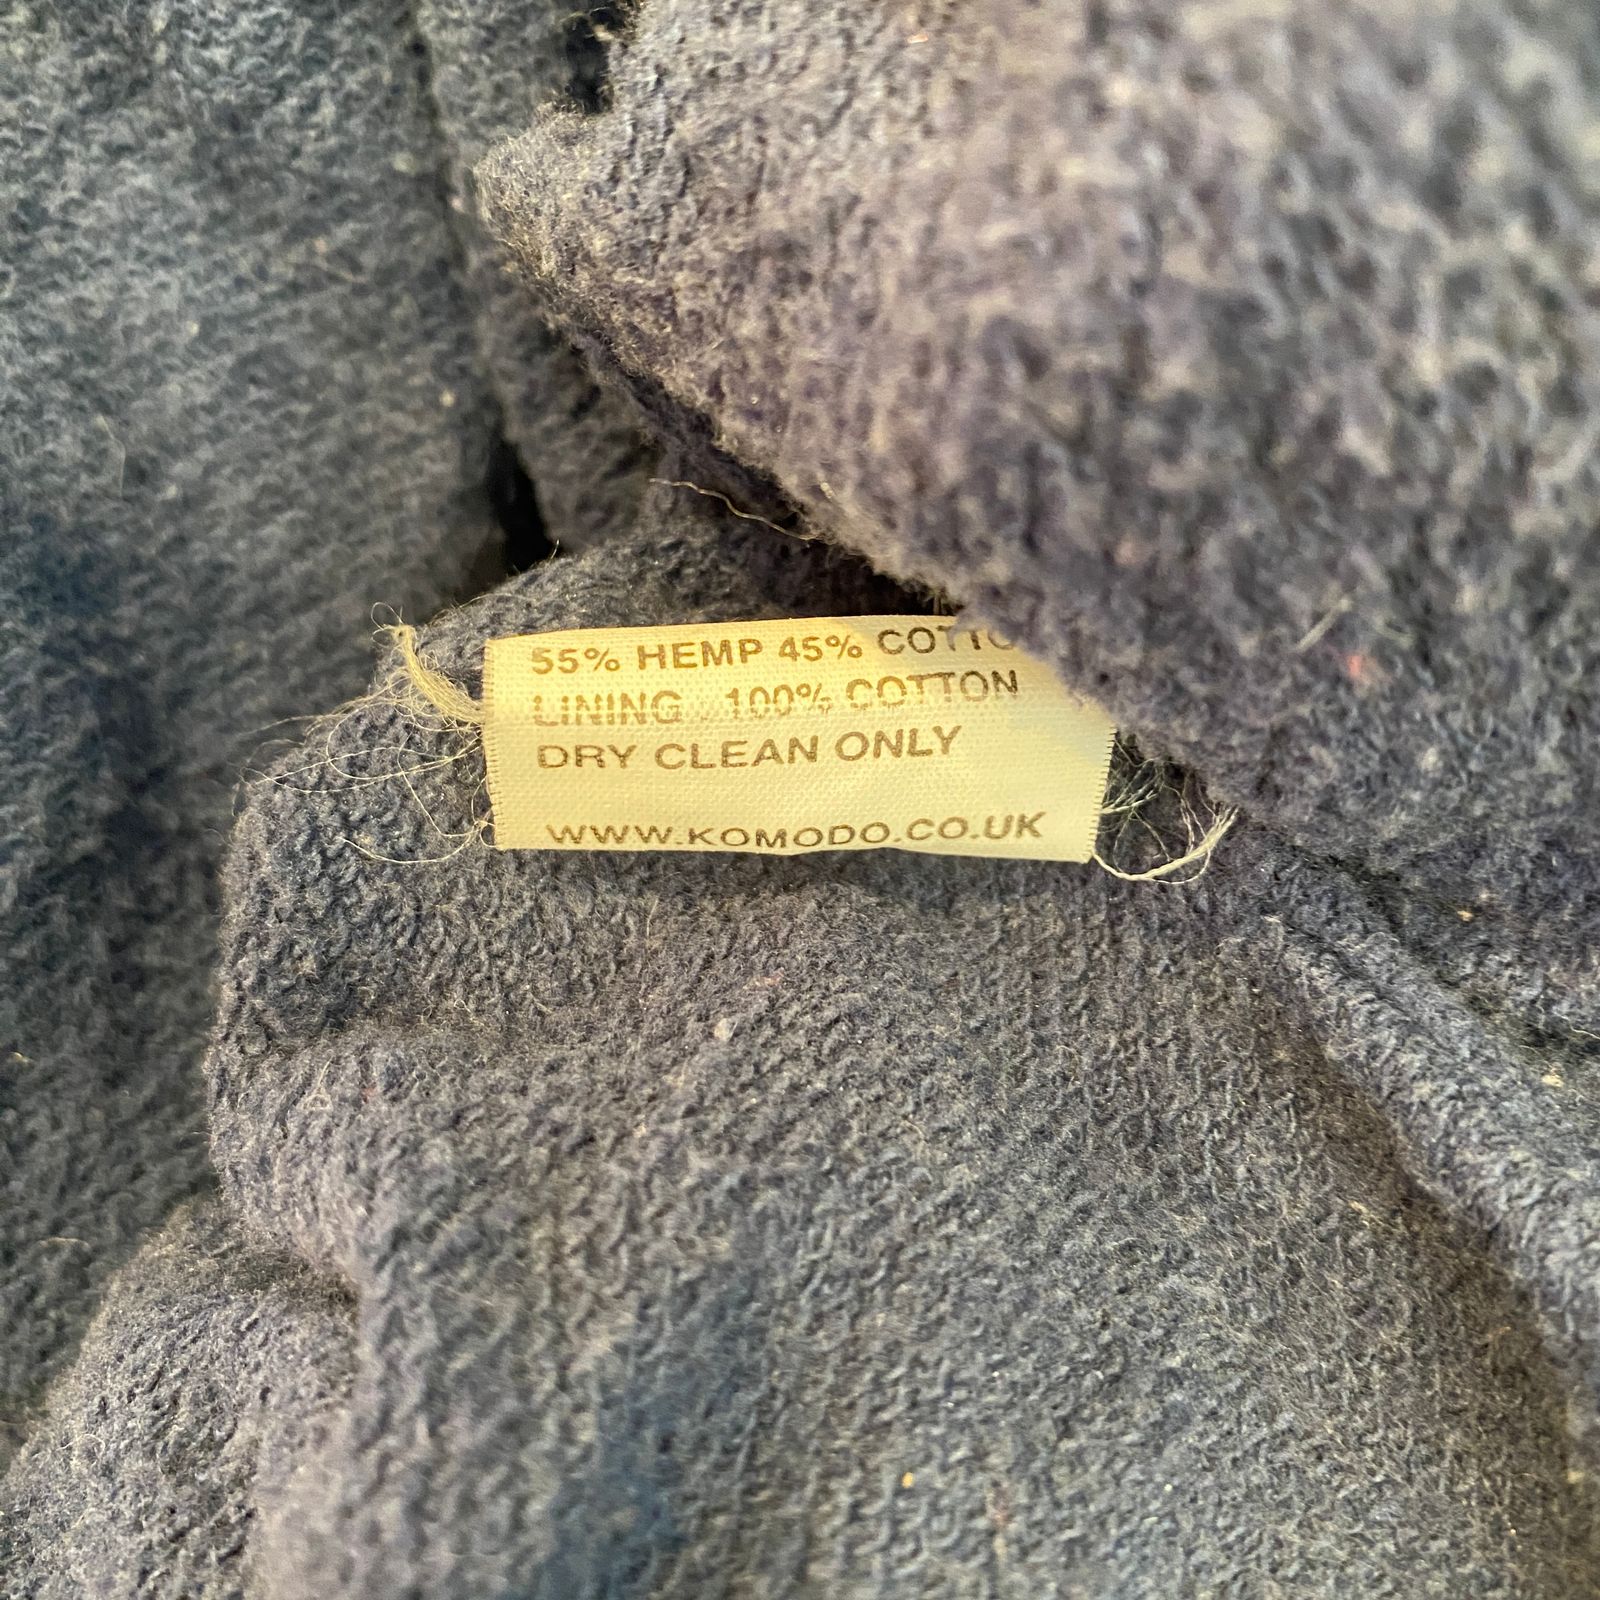 55% HEMP 45% COTTO
LINING . 100% COTTON
DRY CLEAN ONLY
WWW.KOMODO.CO.UK